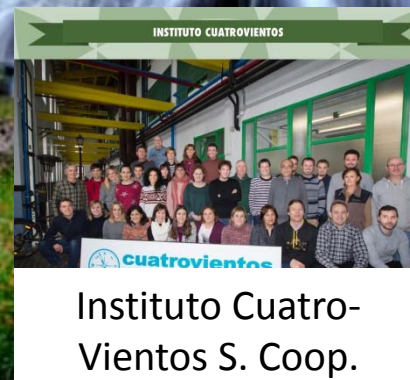 INSTITUTO CUATROVIENTOS
cuatrovientos
Instituto Cuatro-
Vientos S. Coop.